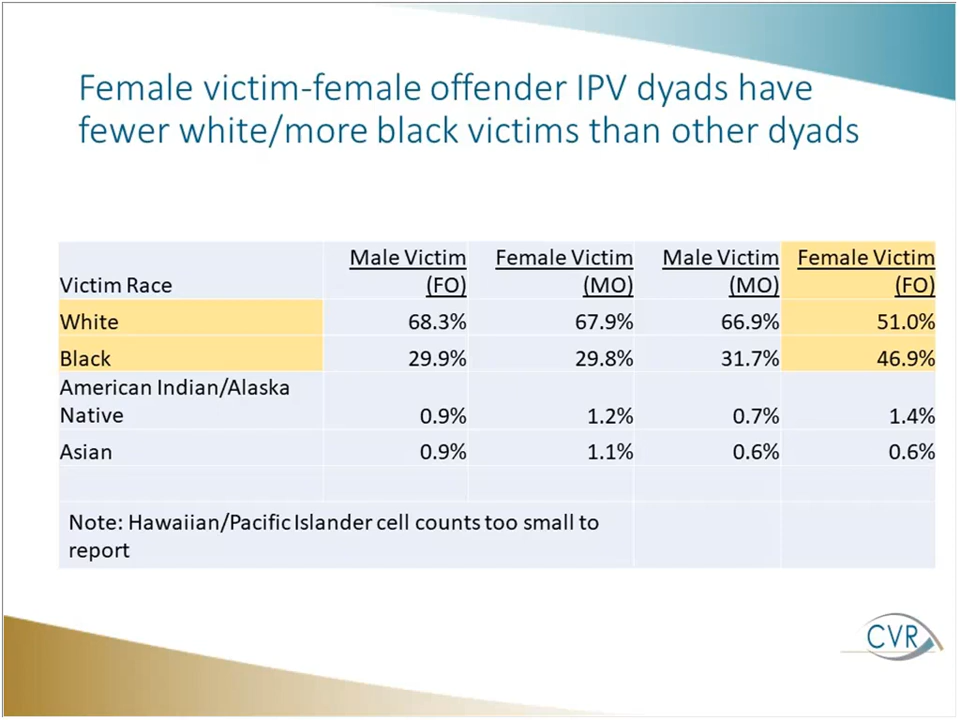 Female victim-female offender IPV dyads have
fewer white/more black victims than other dyads
Victim Race Male Victim (FO) Female Victim (MO) Male Victim (MO) Female Victim (FO)
White 68.3% 67.9% 66.9% 51.0%
Black 29.9% 29.8% 31.7% 46.9%
American Indian/Alaska
Native 0.9% 1.2% 0.7% 1.4%
Asian 0.9% 1.1% 0.6% 0.6%
Note: Hawaiian/Pacific Islander cell counts too small to
report
CVR